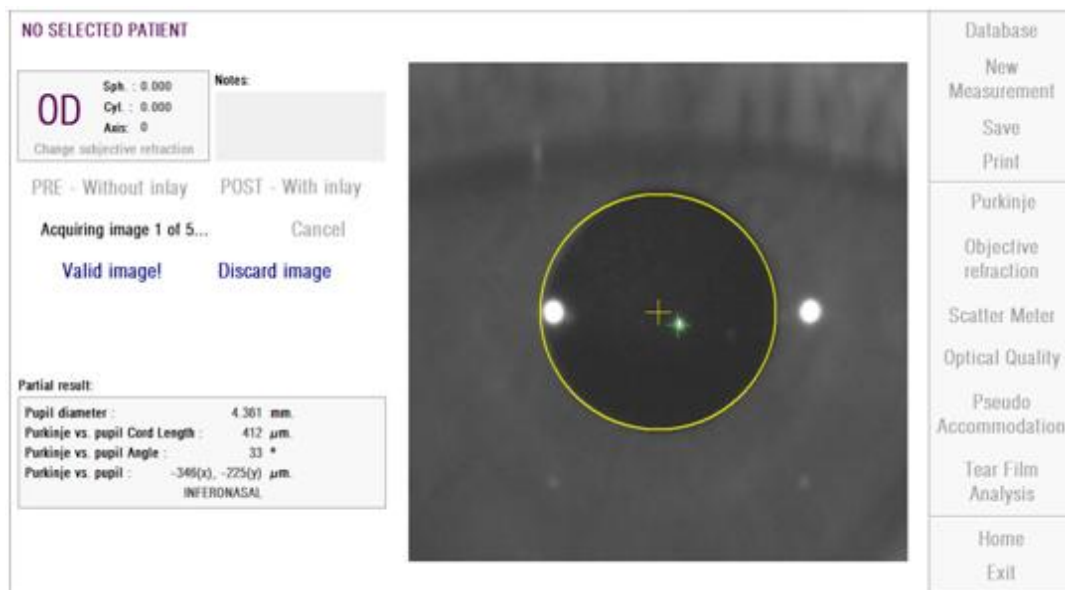 NO SELECTED PATIENT
OD
Sph. : 0.000
Cyl. : 0.000
Axis: 0
Change subjective refraction
Notes:
PRE - Without inlay
POST - With inlay
Acquiring image 1 of 5...
Cancel
Valid image!
Discard image
Partial result:
Pupil diameter : 4.361 mm.
Purkinje vs. pupil Cord Length : 412 µm.
Purkinje vs. pupil Angle : 33 °
Purkinje vs. pupil : -346(x), -225(y) µm.
INFERONASAL
Database
New
Measurement
Save
Print
Purkinje
Objective
refraction
Scatter Meter
Optical Quality
Pseudo
Accommodation
Tear Film
Analysis
Home
Exit